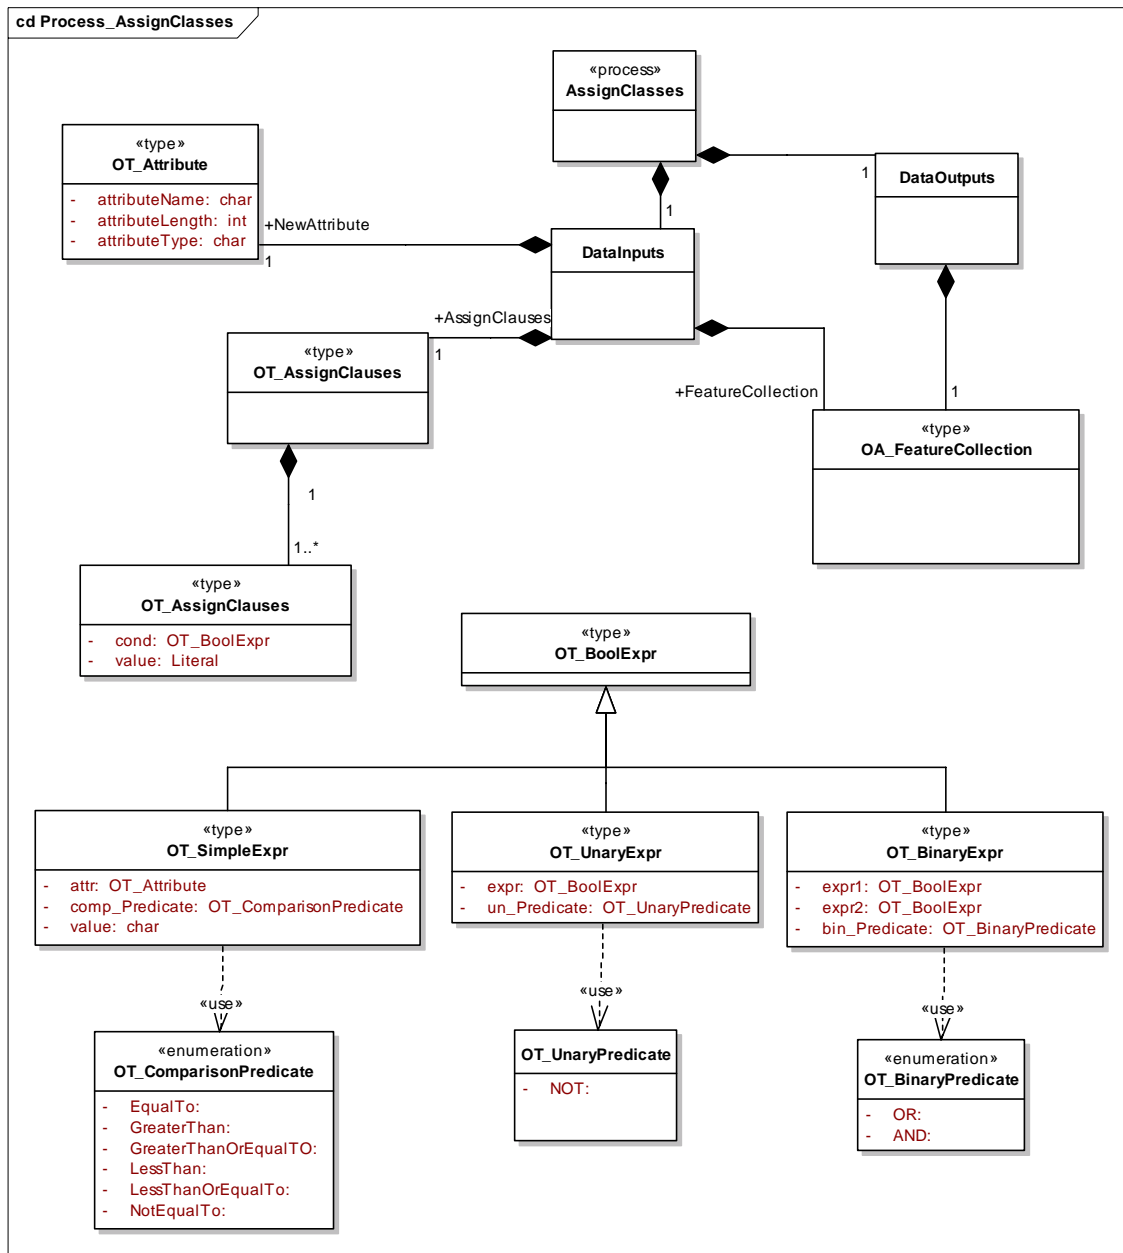 cd Process_AssignClasses
«process»
AssignClasses
1
1
«type»
OT_Attribute
- attributeName: char
- attributeLength: int
- attributeType: char
+NewAttribute
1
DataInputs
DataOutputs
+AssignClauses
1
«type»
OT_AssignClauses
1
1..*
+FeatureCollection
1
«type»
OA_FeatureCollection
«type»
OT_AssignClauses
- cond: OT_BoolExpr
- value: Literal
«type»
OT_BoolExpr
«type»
OT_SimpleExpr
- attr: OT_Attribute
- comp_Predicate: OT_ComparisonPredicate
- value: char
«type»
OT_UnaryExpr
- expr: OT_BoolExpr
- un_Predicate: OT_UnaryPredicate
«type»
OT_BinaryExpr
- expr1: OT_BoolExpr
- expr2: OT_BoolExpr
- bin_Predicate: OT_BinaryPredicate
«use»
«use»
«use»
«enumeration»
OT_ComparisonPredicate
- EqualTo:
- GreaterThan:
- GreaterThanOrEqualTO:
- LessThan:
- LessThanOrEqualTo:
- NotEqualTo:
OT_UnaryPredicate
- NOT:
«enumeration»
OT_BinaryPredicate
- OR:
- AND: